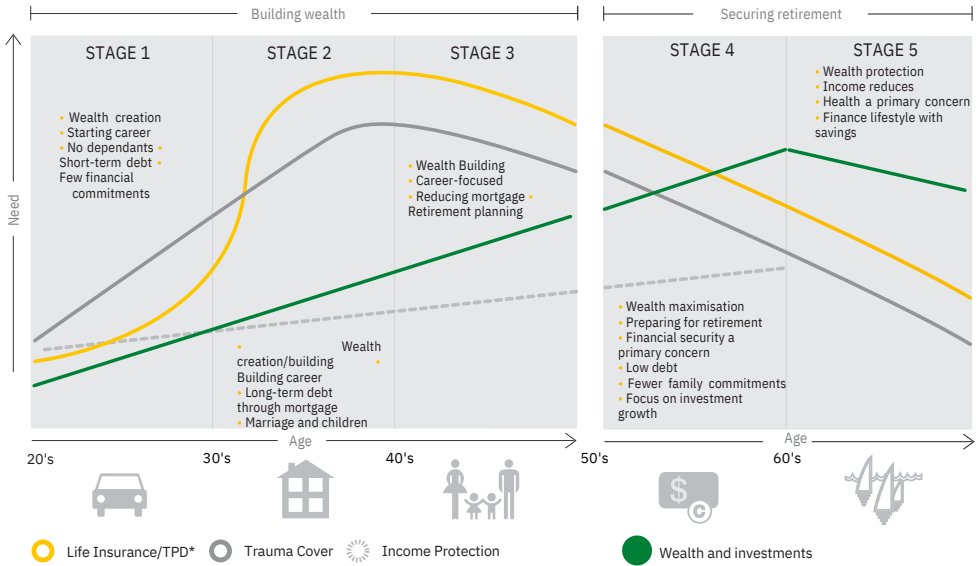 Building wealth
Securing retirement
STAGE 1
STAGE 2
STAGE 3
STAGE 4
STAGE 5
• Wealth creation
• Starting career
• No dependants •
Short-term debt •
Few financial
commitments
• Wealth
creation/building •
Building career
• Long-term debt
through mortgage
• Marriage and children
• Wealth Building
• Career-focused
• Reducing mortgage •
Retirement planning
• Wealth maximisation
• Preparing for retirement
• Financial security a
primary concern
• Low debt
• Fewer family commitments
• Focus on investment
growth
• Wealth protection
• Income reduces
• Health a primary concern
• Finance lifestyle with
savings
Need
Age
Age
20's
30's
40's
50's
60's
$
C
Life Insurance/TPD*
Trauma Cover
Income Protection
Wealth and investments